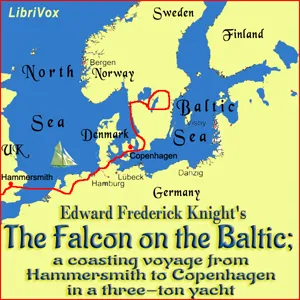 LibriVox
Sweden
Finland
Bergen
North
Norway
Sea
Baltic
Visby
Sea
Denmark
UK
Copenhagen
Hammersmith
Lübeck
Danzig
Hamburg
Germany
Edward Frederick Knight's
The Falcon on the Baltic;
a coasting voyage from
Hammersmith to Copenhagen
in a three-ton yacht